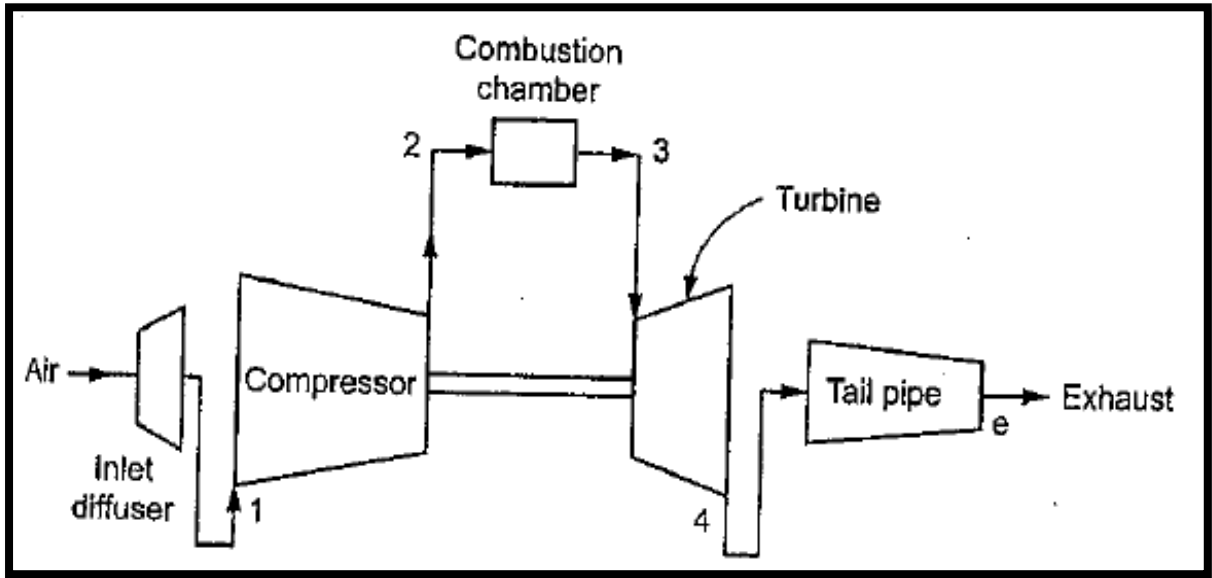 Combustion
chamber
2
3
Turbine
Air
Compressor
Tail pipe
Exhaust
e
Inlet
diffuser
1
4